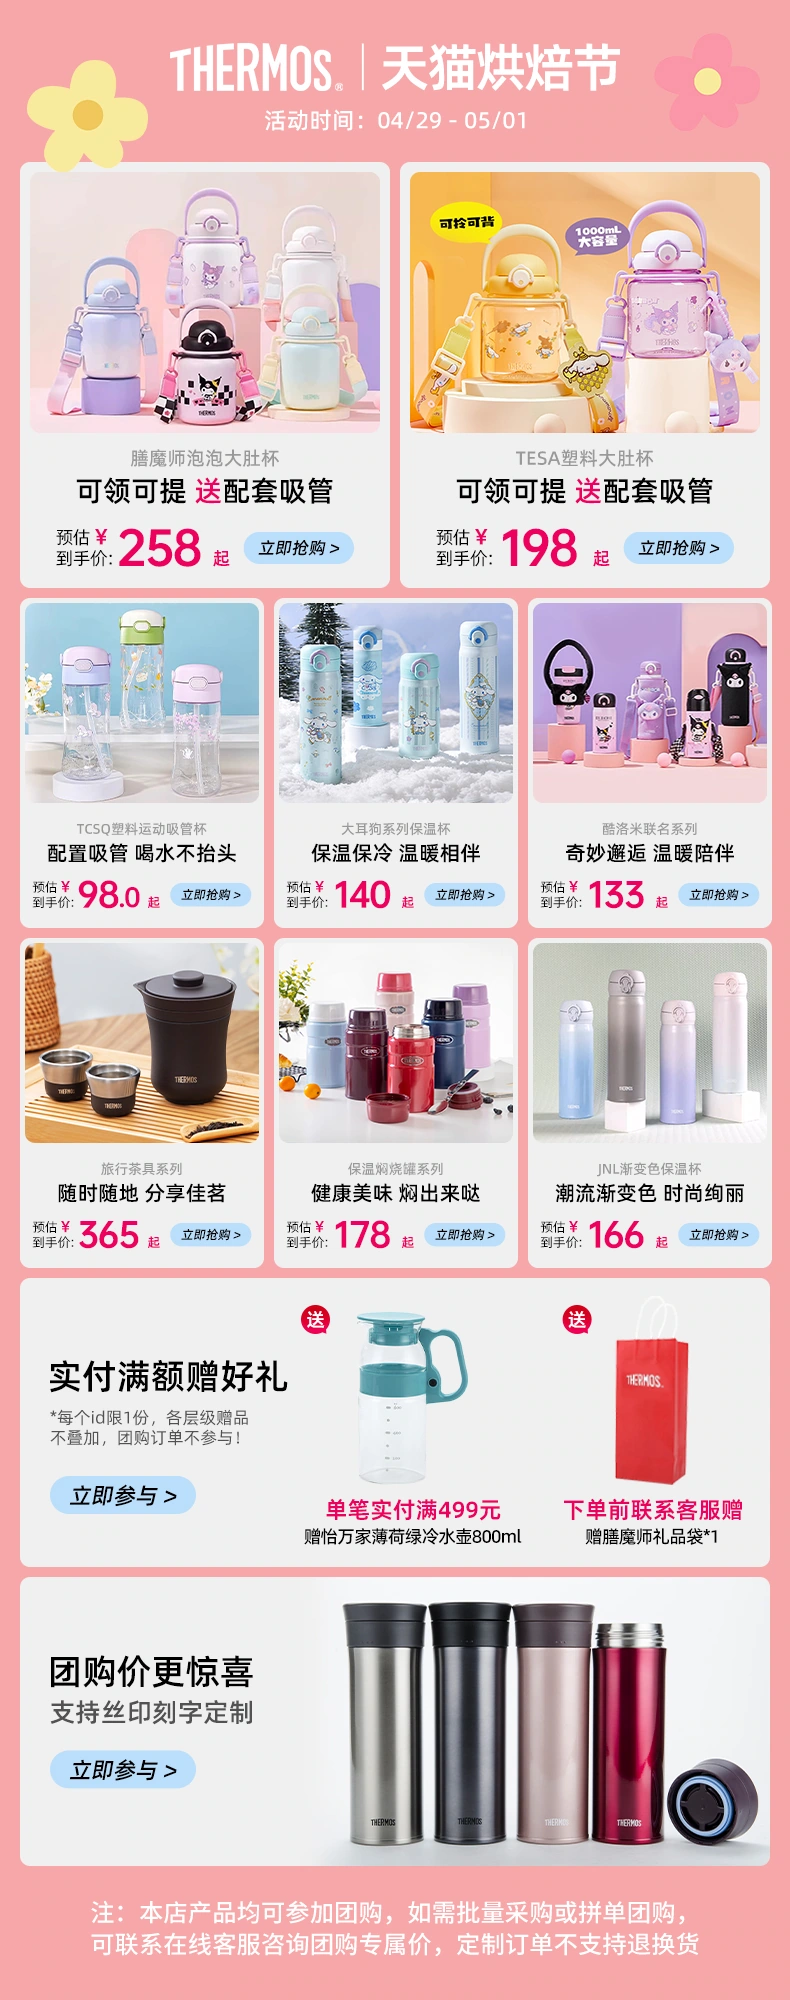 THERMOS® | 天猫烘焙节
活动时间：04/29 - 05/01
可拎可背
1000mL
大容量
THERMOS
THERMOS
膳魔师泡泡大肚杯
可领可提 送配套吸管
预估¥
到手价: 258 起
立即抢购 >
TESA塑料大肚杯
可领可提 送配套吸管
预估¥
到手价: 198 起
立即抢购 >
TCSQ塑料运动吸管杯
配置吸管 喝水不抬头
预估¥
到手价: 98.0 起
立即抢购 >
大耳狗系列保温杯
保温保冷 温暖相伴
预估¥
到手价: 140 起
立即抢购 >
酷洛米联名系列
奇妙邂逅 温暖陪伴
预估¥
到手价: 133 起
立即抢购 >
THERMOS
THERMOS
THERMOS
旅行茶具系列
随时随地 分享佳茗
预估¥
到手价: 365 起
立即抢购 >
保温焖烧罐系列
健康美味 焖出来哒
预估¥
到手价: 178 起
立即抢购 >
JNL渐变色保温杯
潮流渐变色 时尚绚丽
预估¥
到手价: 166 起
立即抢购 >
实付满额赠好礼
*每个id限1份，各层级赠品
不叠加，团购订单不参与！
立即参与 >
送
单笔实付满499元
赠怡万家薄荷绿冷水壶800ml
送
THERMOS.
下单前联系客服赠
赠膳魔师礼品袋*1
团购价更惊喜
支持丝印刻字定制
立即参与 >
THERMOS
THERMOS
THERMOS
THERMOS
注：本店产品均可参加团购，如需批量采购或拼单团购，
可联系在线客服咨询团购专属价，定制订单不支持退换货